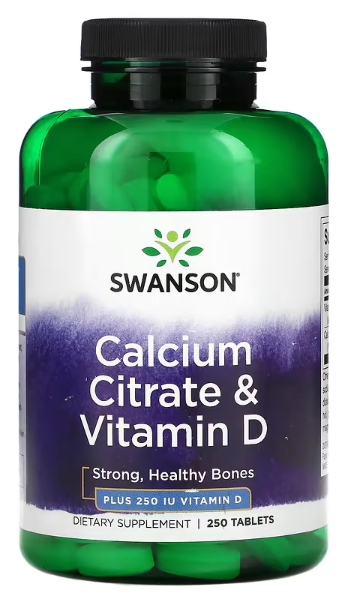 SWANSON®
Calcium
Citrate &
Vitamin D
Strong, Healthy Bones
PLUS 250 IU VITAMIN D
DIETARY SUPPLEMENT | 250 TABLETS